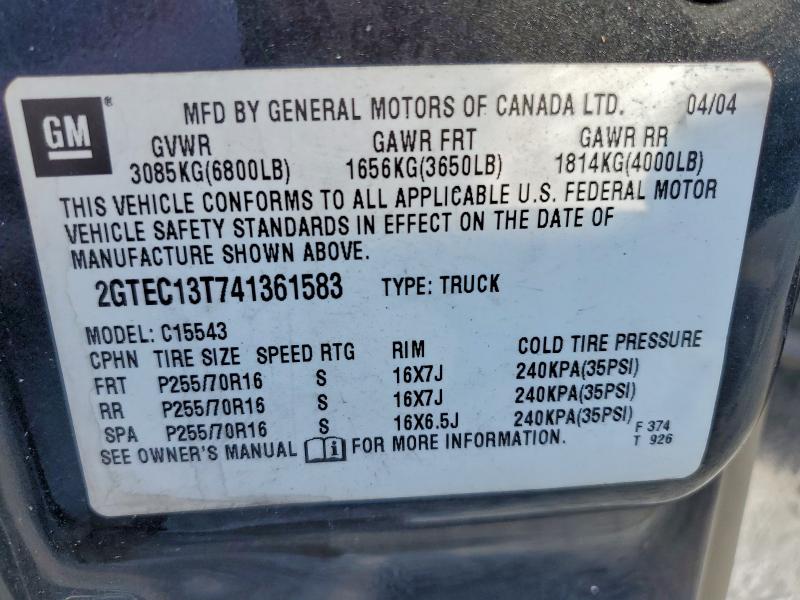 GM ® MFD BY GENERAL MOTORS OF CANADA LTD. 04/04
GVWR GAWR FRT GAWR RR
3085KG(6800LB) 1656KG(3650LB) 1814KG(4000LB)
THIS VEHICLE CONFORMS TO ALL APPLICABLE U.S. FEDERAL MOTOR
VEHICLE SAFETY STANDARDS IN EFFECT ON THE DATE OF
MANUFACTURE SHOWN ABOVE.
2GTEC13T741361583 TYPE: TRUCK
MODEL: C15543
CPHN TIRE SIZE SPEED RTG RIM COLD TIRE PRESSURE
FRT P255/70R16 S 16X7J 240KPA(35PSI)
RR P255/70R16 S 16X7J 240KPA(35PSI)
SPA P255/70R16 S 16X6.5J 240KPA(35PSI)
SEE OWNER'S MANUAL i FOR MORE INFORMATION. F 374
T 926